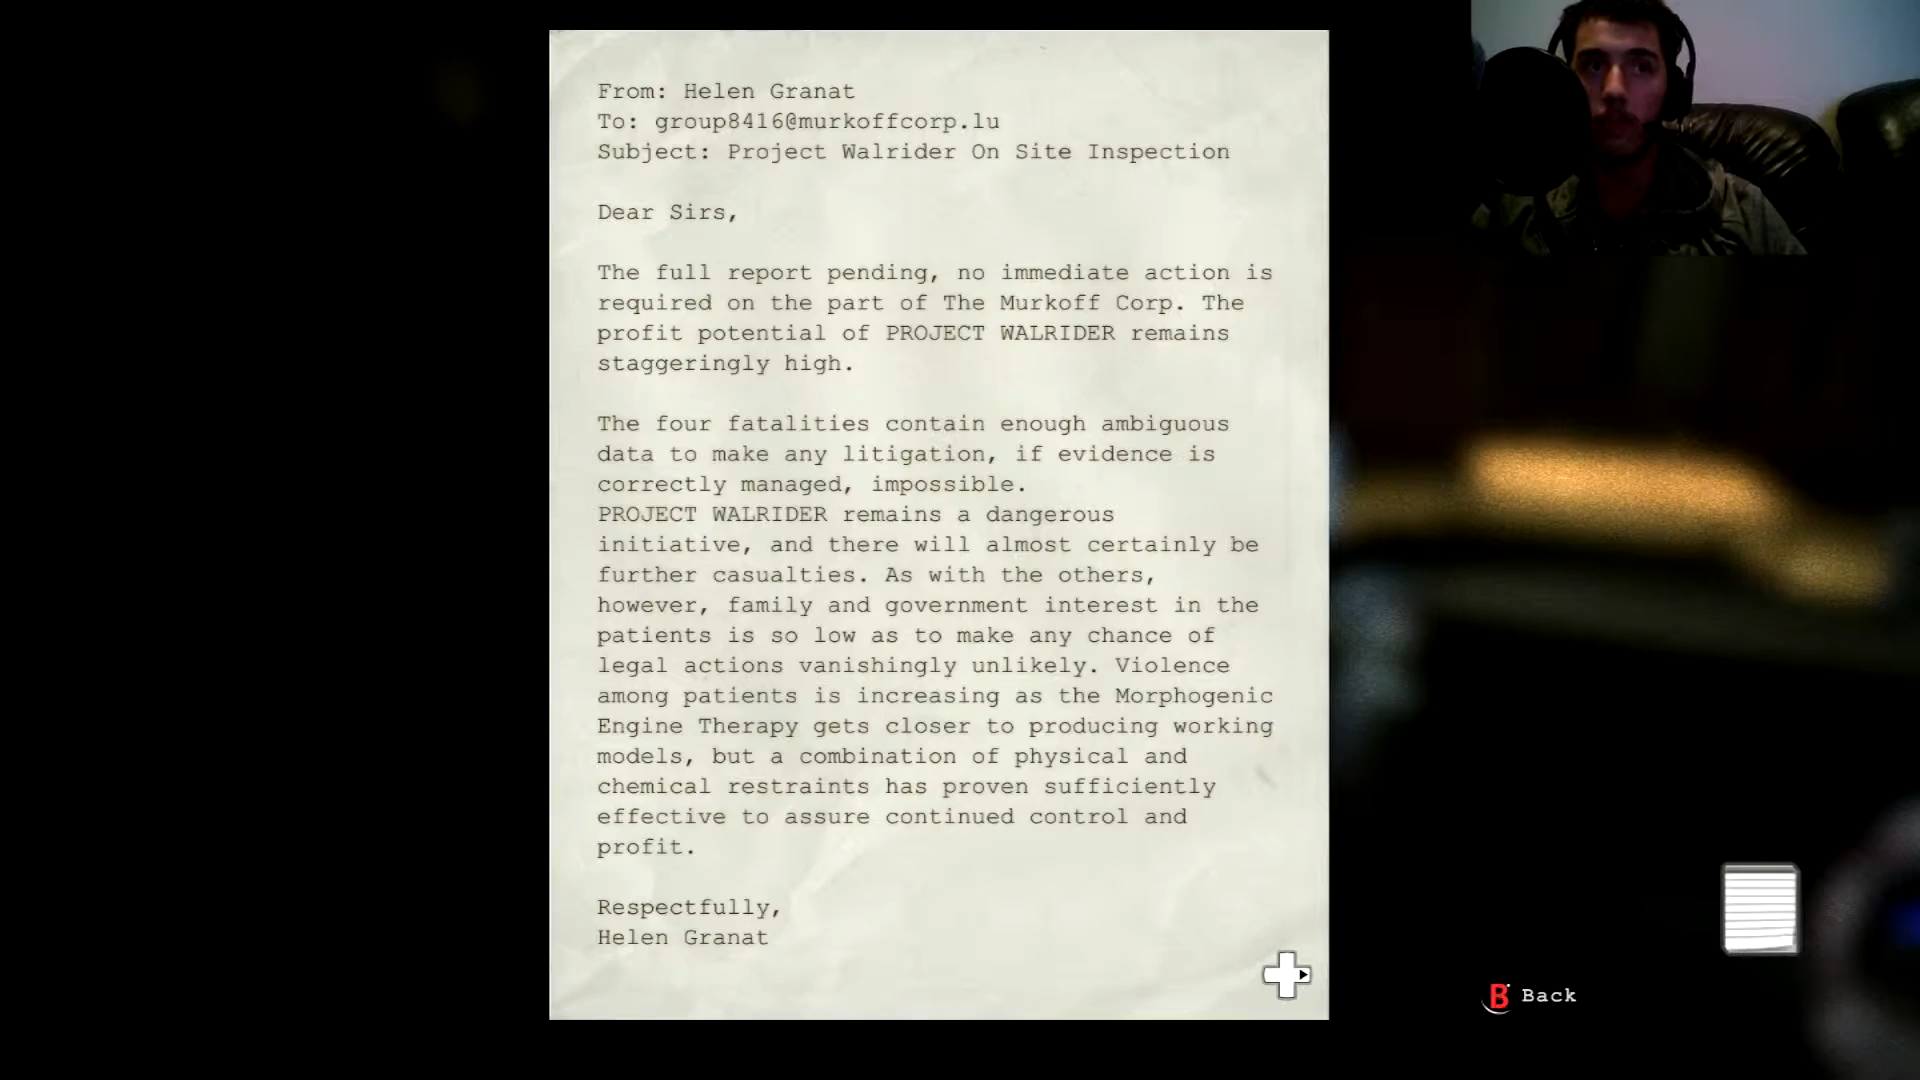 From: Helen Granat
To: group8416@murkoffcorp.lu
Subject: Project Walrider On Site Inspection
Dear Sirs,
The full report pending, no immediate action is
required on the part of The Murkoff Corp. The
profit potential of PROJECT WALRIDER remains
staggeringly high.
The four fatalities contain enough ambiguous
data to make any litigation, if evidence is
correctly managed, impossible.
PROJECT WALRIDER remains a dangerous
initiative, and there will almost certainly be
further casualties. As with the others,
however, family and government interest in the
patients is so low as to make any chance of
legal actions vanishingly unlikely. Violence
among patients is increasing as the Morphogenic
Engine Therapy gets closer to producing working
models, but a combination of physical and
chemical restraints has proven sufficiently
effective to assure continued control and
profit.
Respectfully,
Helen Granat
B Back